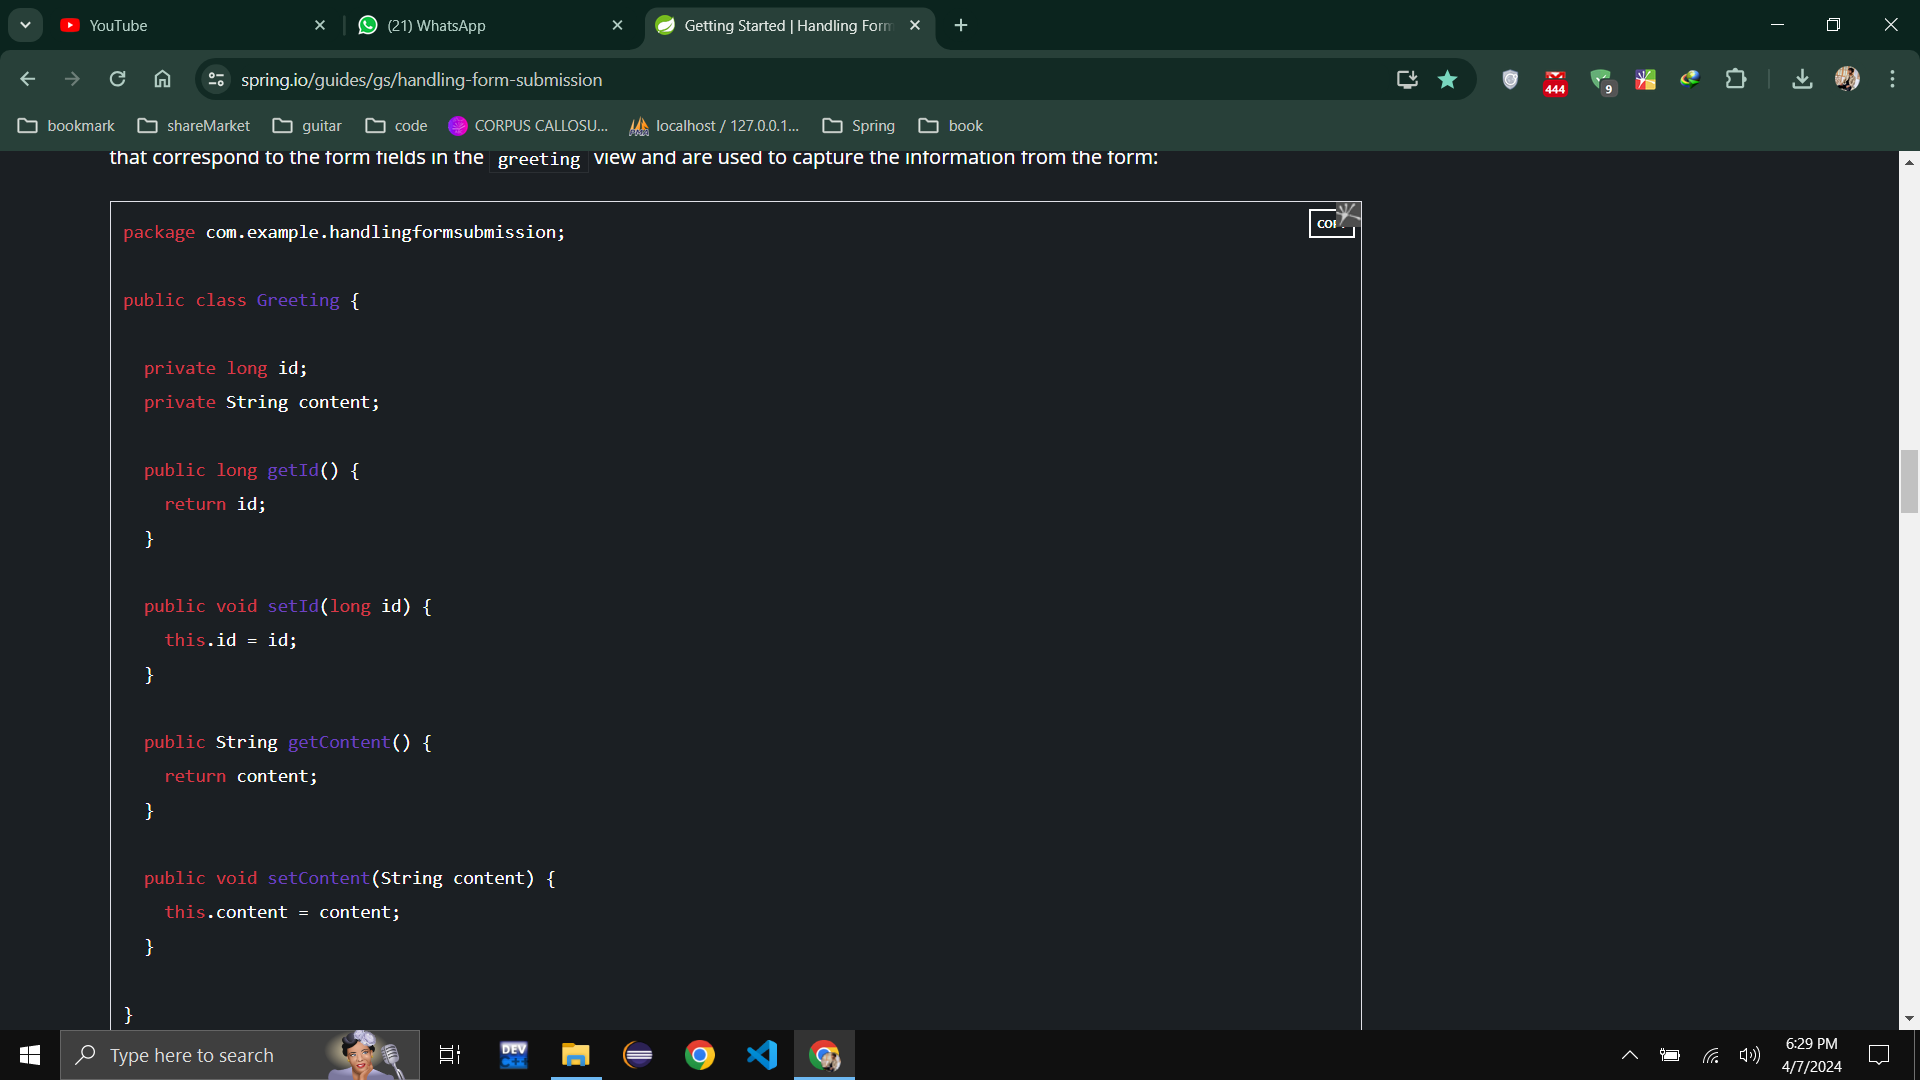 YouTube
(21) WhatsApp
Getting Started | Handling Form
spring.io/guides/gs/handling-form-submission
444
9
bookmark
shareMarket
guitar
code
CORPUS CALLOSU...
localhost / 127.0.0.1...
Spring
book
that correspond to the form fields in the greeting view and are used to capture the information from the form:
package com.example.handlingformsubmission;
public class Greeting {
private long id;
private String content;
public long getId() {
return id;
}
public void setId(long id) {
this.id = id;
}
public String getContent() {
return content;
}
public void setContent(String content) {
this.content = content;
}
}
Type here to search
DEV
C++
6:29 PM
4/7/2024